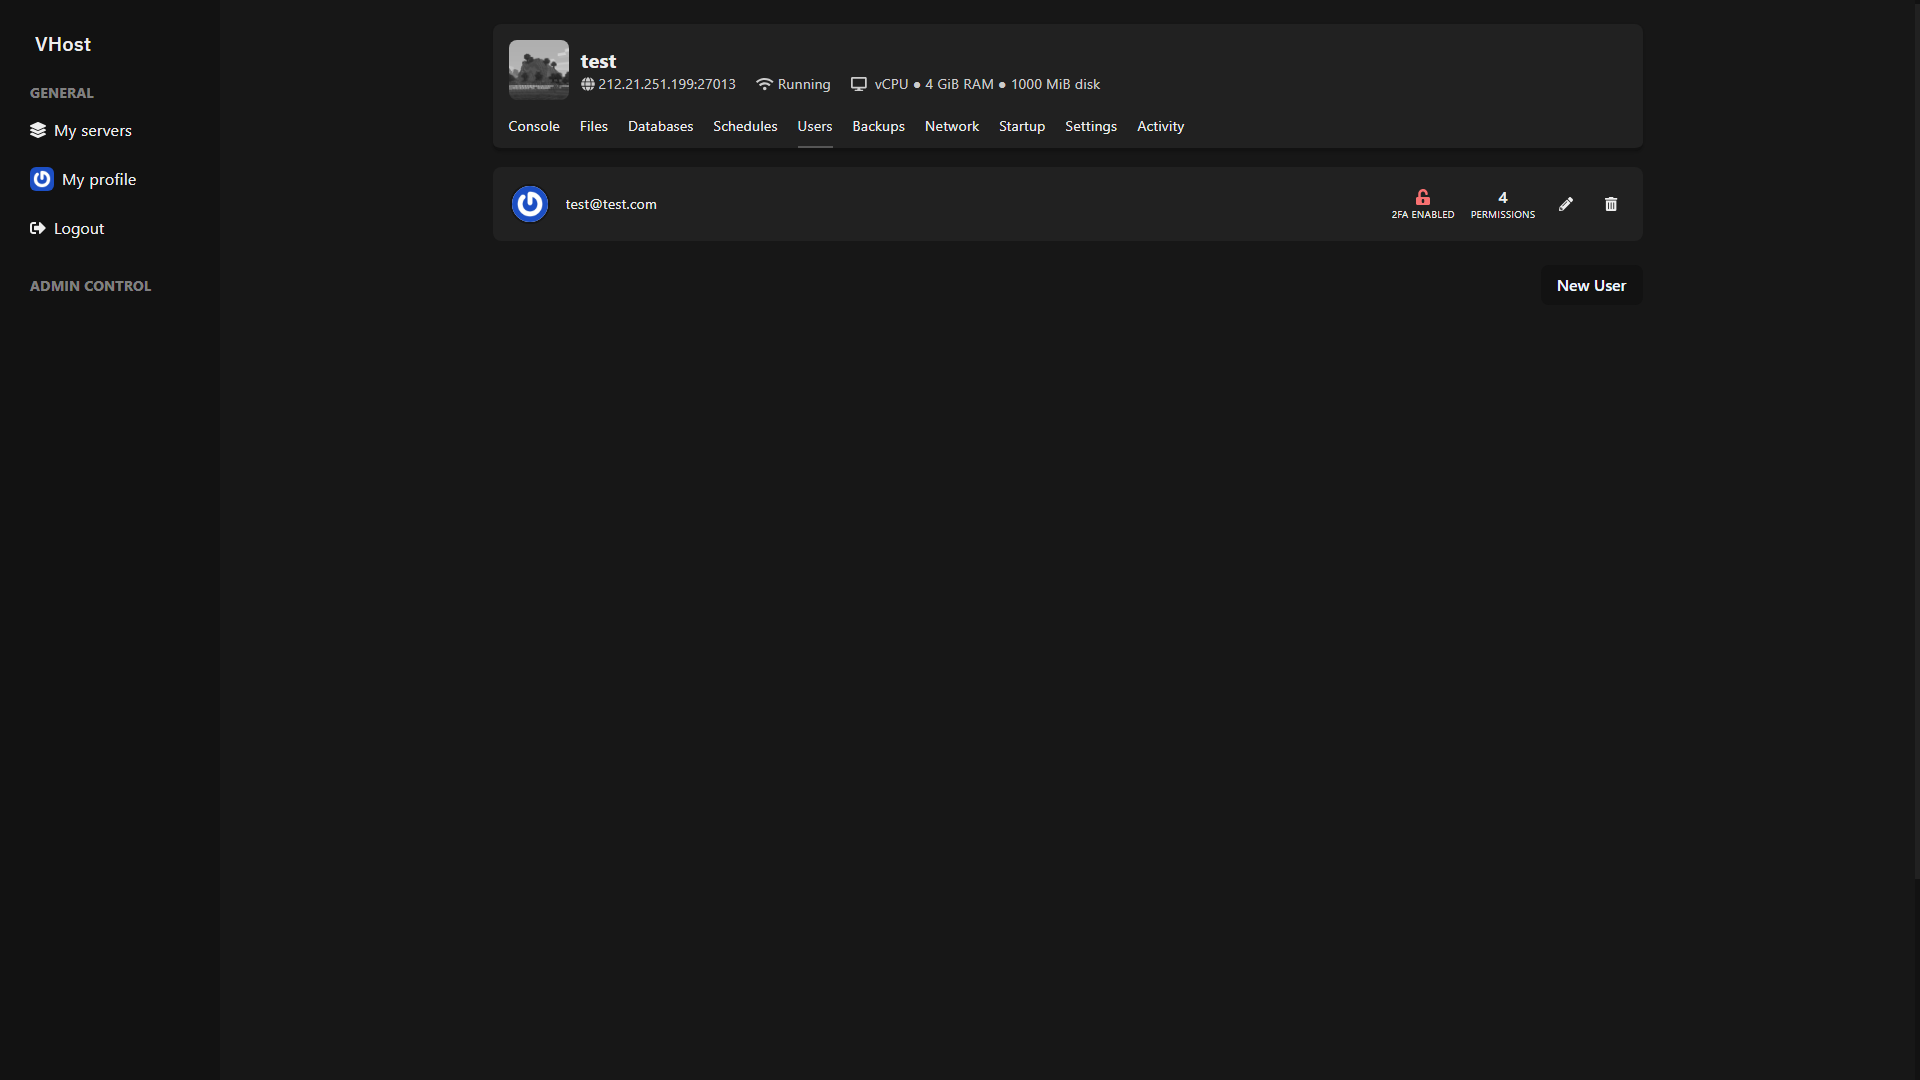 VHost
GENERAL
My servers
My profile
Logout
ADMIN CONTROL
test
212.21.251.199:27013 Running vCPU ● 4 GiB RAM ● 1000 MiB disk
Console Files Databases Schedules Users Backups Network Startup Settings Activity
test@test.com
4
2FA ENABLED PERMISSIONS
New User